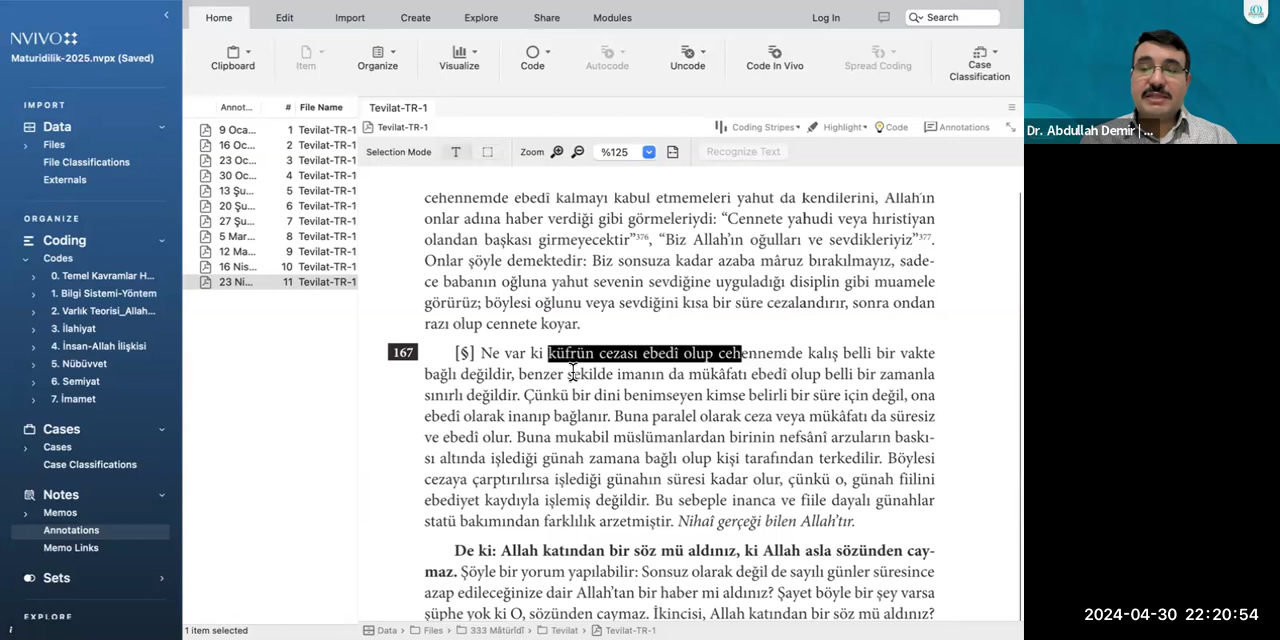 NVIVO
Maturidilik-2025.nvpx (Saved)
IMPORT
Data
Files
File Classifications
Externals
ORGANIZE
Coding
Codes
0. Temel Kavramlar H...
1. Bilgi Sistemi-Yöntem
2. Varlık Teorisi_Allah...
3. İlahiyat
4. İnsan-Allah İlişkisi
5. Nübüvvet
6. Semiyat
7. İmamet
Cases
Cases
Case Classifications
Notes
Memos
Annotations
Memo Links
Sets
EXPLORE
Home Edit Import Create Explore Share Modules Log In Search
Clipboard Item Organize Visualize Code Autocode Uncode Code In Vivo Spread Coding Case Classification
Annot... # File Name
9 Oca... 1 Tevilat-TR-1
16 Oc... 2 Tevilat-TR-1
23 Oc... 3 Tevilat-TR-1
30 Oc... 4 Tevilat-TR-1
13 Şu... 5 Tevilat-TR-1
20 Şu... 6 Tevilat-TR-1
27 Şu... 7 Tevilat-TR-1
5 Mar... 8 Tevilat-TR-1
12 Ma... 9 Tevilat-TR-1
16 Nis... 10 Tevilat-TR-1
23 Ni... 11 Tevilat-TR-1
1 item selected
Tevilat-TR-1
Tevilat-TR-1 Coding Stripes Highlight Code Annotations
Selection Mode T Zoom %125 Recognize Text
cehennemde ebedî kalmayı kabul etmemeleri yahut da kendilerini, Allah'ın
onlar adına haber verdiği gibi görmeleriydi: “Cennete yahudi veya hıristiyan
olandan başkası girmeyecektir”376, “Biz Allah'ın oğulları ve sevdikleriyiz”377.
Onlar şöyle demektedir: Biz sonsuza kadar azaba mâruz bırakılmayız, sade-
ce babanın oğluna yahut sevenin sevdiğine uyguladığı disiplin gibi muamele
görürüz; böylesi oğlunu veya sevdiğini kısa bir süre cezalandırır, sonra ondan
razı olup cennete koyar.
167 [§] Ne var ki küfrün cezası ebedî olup cehennemde kalış belli bir vakte
bağlı değildir, benzer şekilde imanın da mükâfatı ebedî olup belli bir zamanla
sınırlı değildir. Çünkü bir dini benimseyen kimse belirli bir süre için değil, ona
ebedî olarak inanıp bağlanır. Buna paralel olarak ceza veya mükâfatı da süresiz
ve ebedî olur. Buna mukabil müslümanlardan birinin nefsânî arzuların baskı-
sı altında işlediği günah zamana bağlı olup kişi tarafından terkedilir. Böylesi
cezaya çarptırılırsa işlediği günahın süresi kadar olur, çünkü o, günah fiilini
ebediyet kaydıyla işlemiş değildir. Bu sebeple inanca ve fiile dayalı günahlar
statü bakımından farklılık arzetmiştir. Nihaî gerçeği bilen Allah'tır.
De ki: Allah katından bir söz mü aldınız, ki Allah asla sözünden cay-
maz. Şöyle bir yorum yapılabilir: Sonsuz olarak değil de sayılı günler süresince
azap edileceğinize dair Allah'tan bir haber mi aldınız? Şayet böyle bir şey varsa
şüphe yok ki O, sözünden caymaz. İkincisi, Allah katından bir söz mü aldınız?
Data Files 333 Mâtürîdî Tevilat Tevilat-TR-1
Dr. Abdullah Demir | ...
2024-04-30 22:20:54